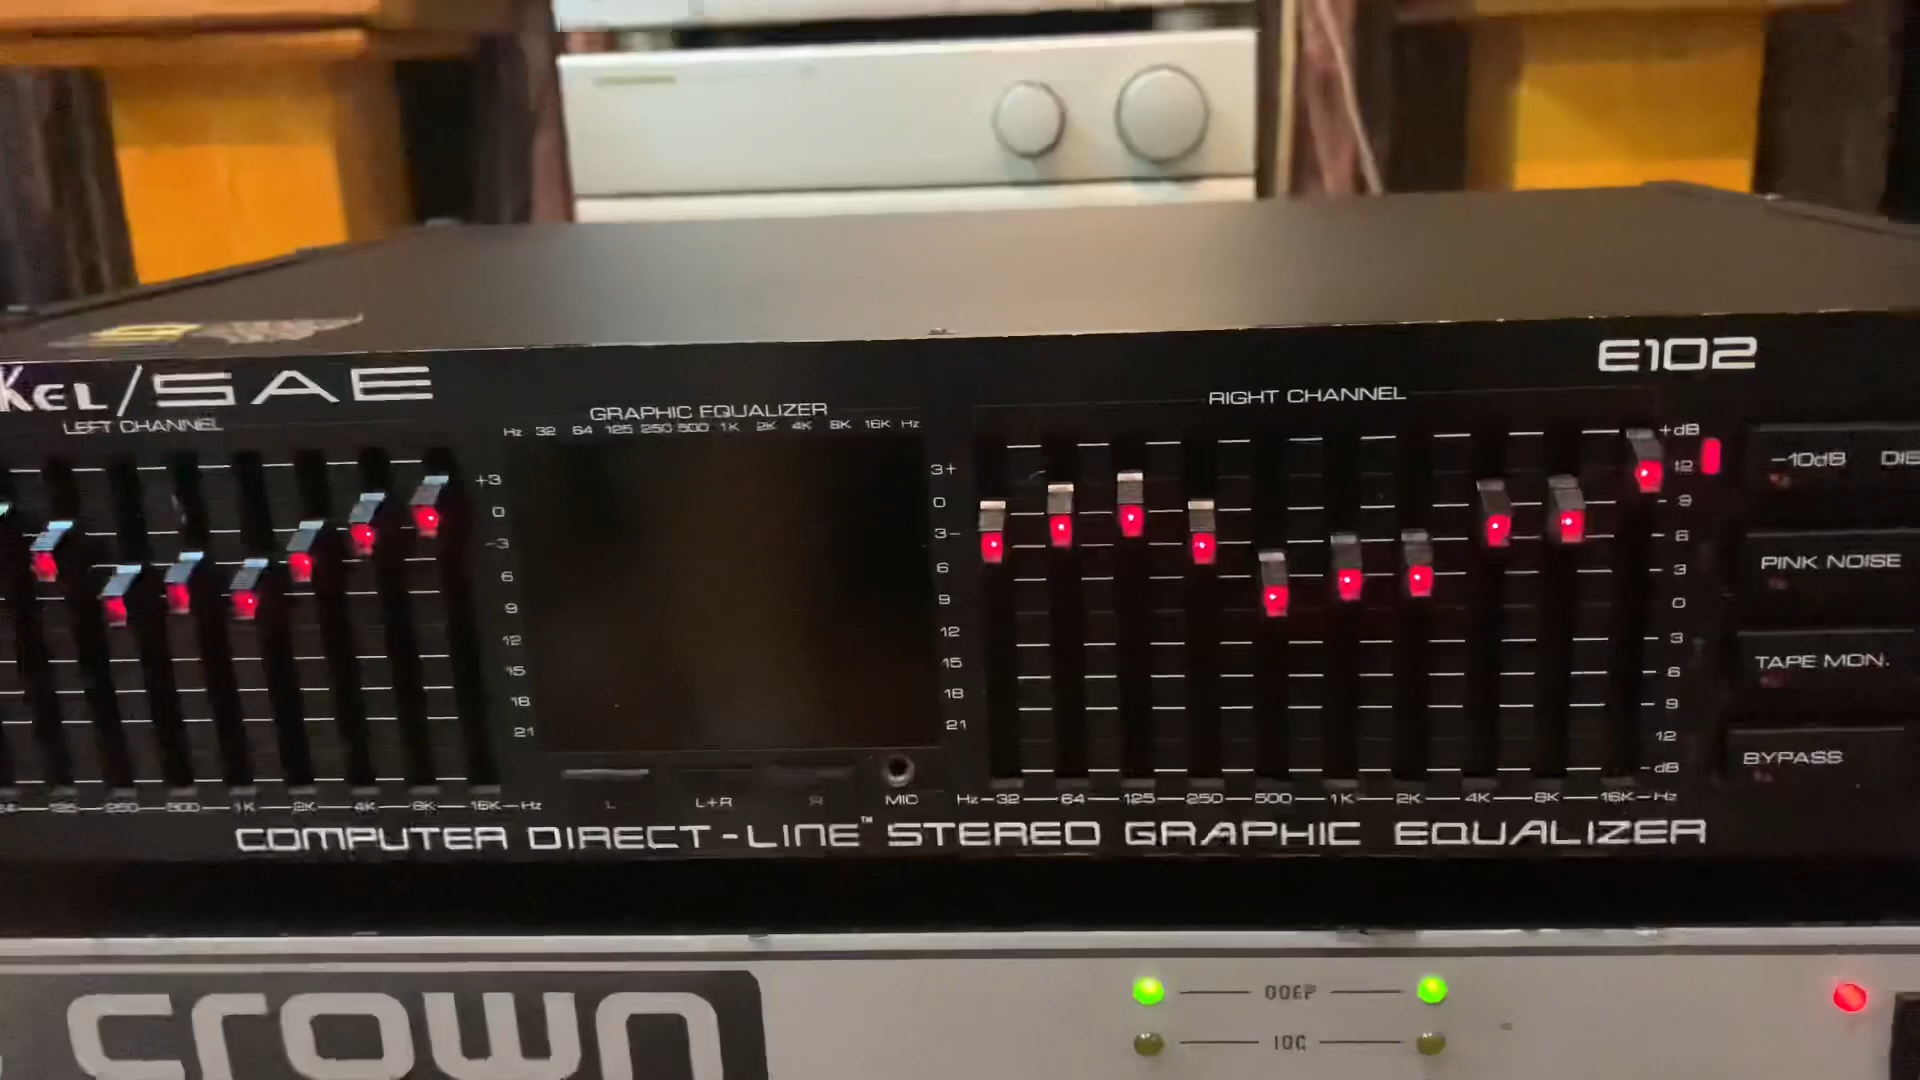 KEL/SAE
E102
LEFT CHANNEL
GRAPHIC EQUALIZER
RIGHT CHANNEL
Hz 32 64 125 250 500 1K 2K 4K 8K 16K Hz
+3
0
-3
6
9
12
15
18
21
3+
0
3-
6
9
12
15
18
21
+dB
12
9
6
3
0
3
6
9
12
-dB
-10dB
PINK NOISE
TAPE MON.
BYPASS
125 250 500 1K 2K 4K 8K 16K Hz
L L+R R MIC
Hz 32 64 125 250 500 1K 2K 4K 8K 16K Hz
COMPUTER DIRECT-LINE™ STEREO GRAPHIC EQUALIZER
crown
ODEP
IOC